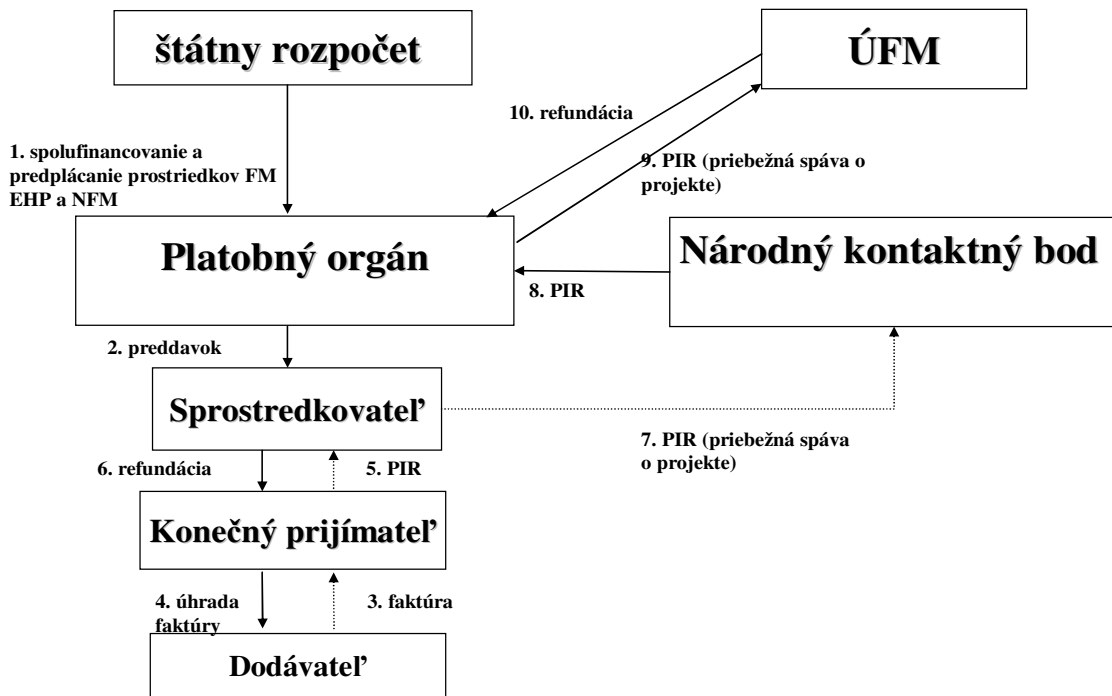 štátny rozpočet
ÚFM
10. refundácia
1. spolufinancovanie a
predplácanie prostriedkov FM
EHP a NFM
9. PIR (priebežná spáva o
projekte)
Platobný orgán
Národný kontaktný bod
8. PIR
2. preddavok
Sprostredkovateľ
7. PIR (priebežná spáva
o projekte)
6. refundácia
5. PIR
Konečný prijímateľ
4. úhrada
faktúry
3. faktúra
Dodávateľ